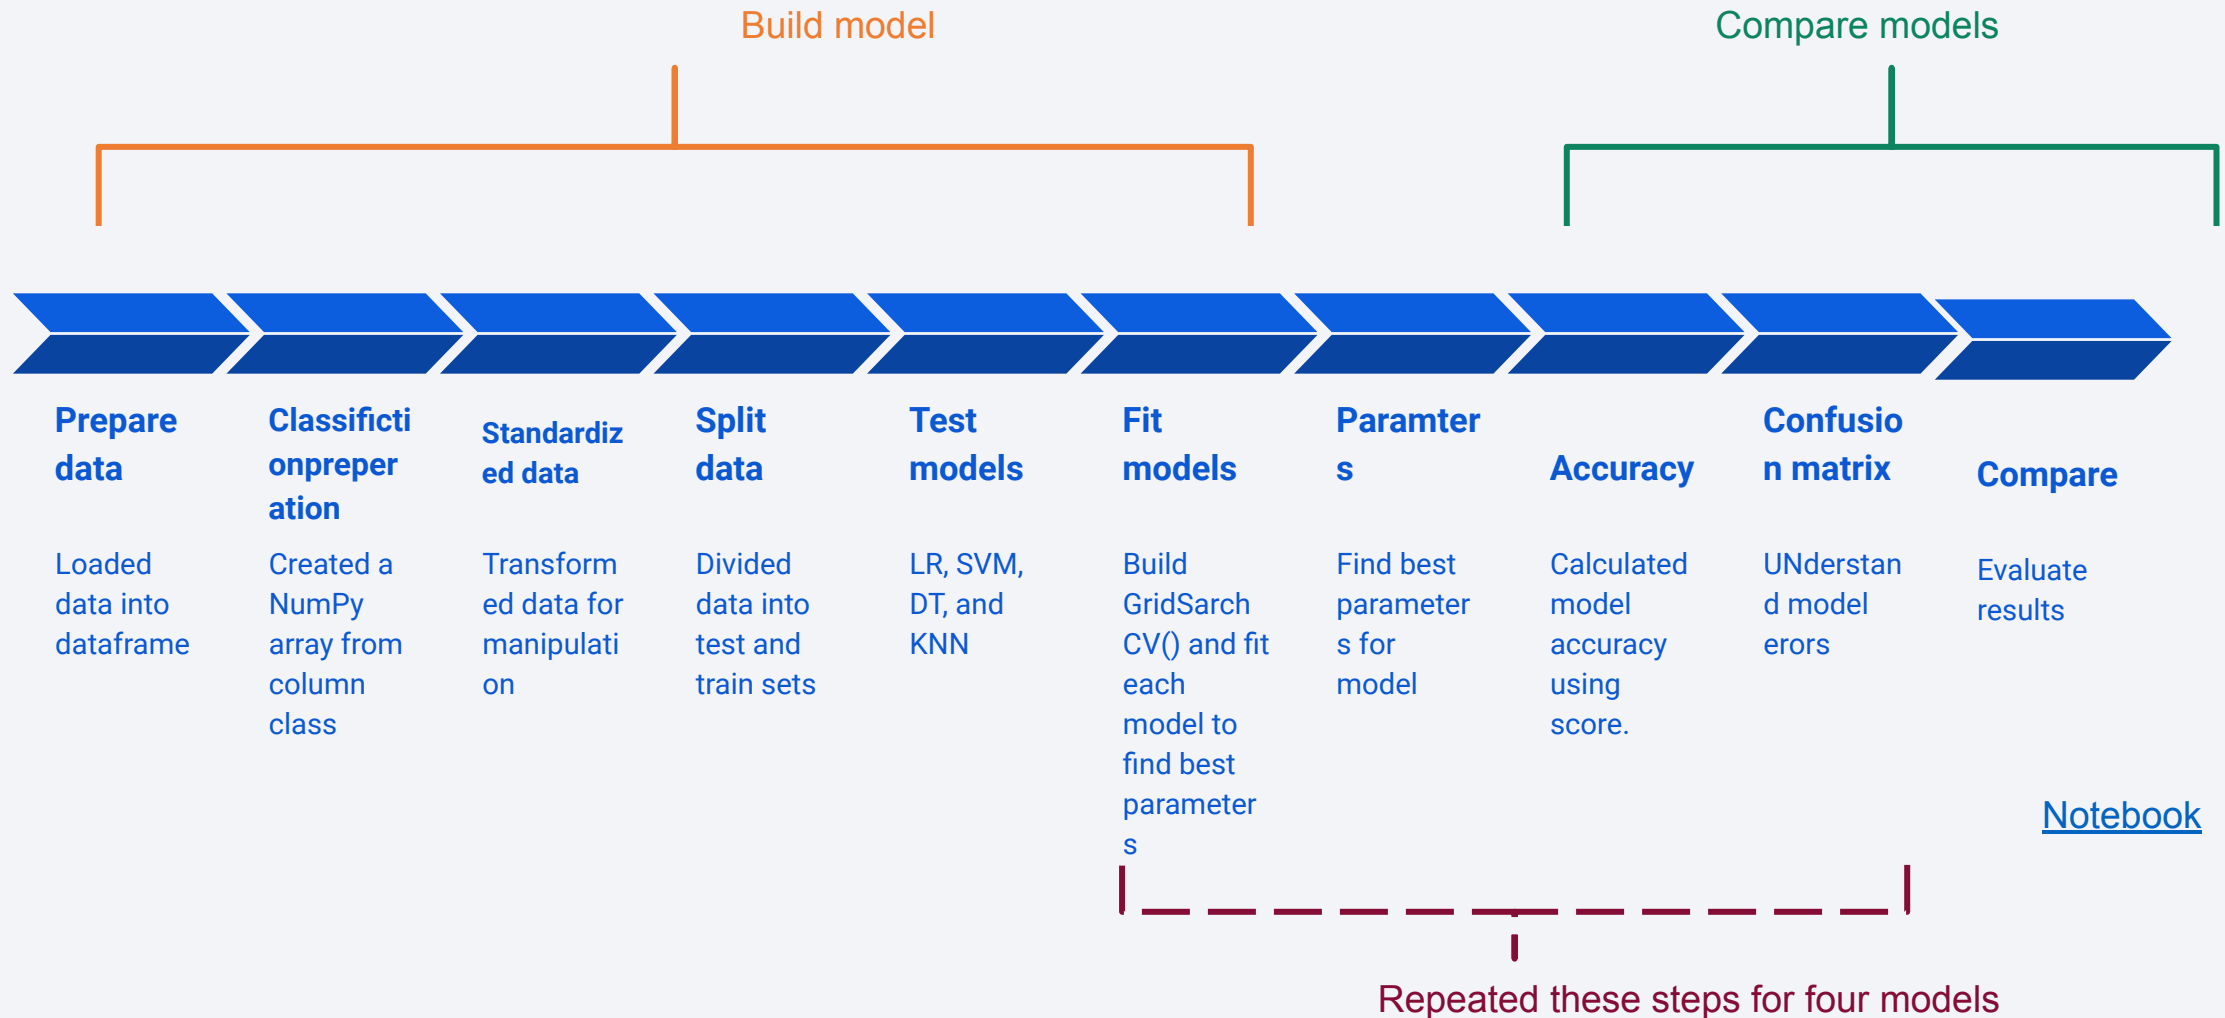 Build model
Compare models
Prepare
data
Loaded
data into
dataframe
Classificti
onpreper
ation
Created a
NumPy
array from
column
class
Standardiz
ed data
Transform
ed data for
manipulati
on
Split
data
Divided
data into
test and
train sets
Test
models
LR, SVM,
DT, and
KNN
Fit
models
Build
GridSarch
CV() and fit
each
model to
find best
parameter
s
Paramter
s
Find best
parameter
s for
model
Accuracy
Calculated
model
accuracy
using
score.
Confusio
n matrix
UNderstan
d model
erors
Compare
Evaluate
results
Notebook
Repeated these steps for four models